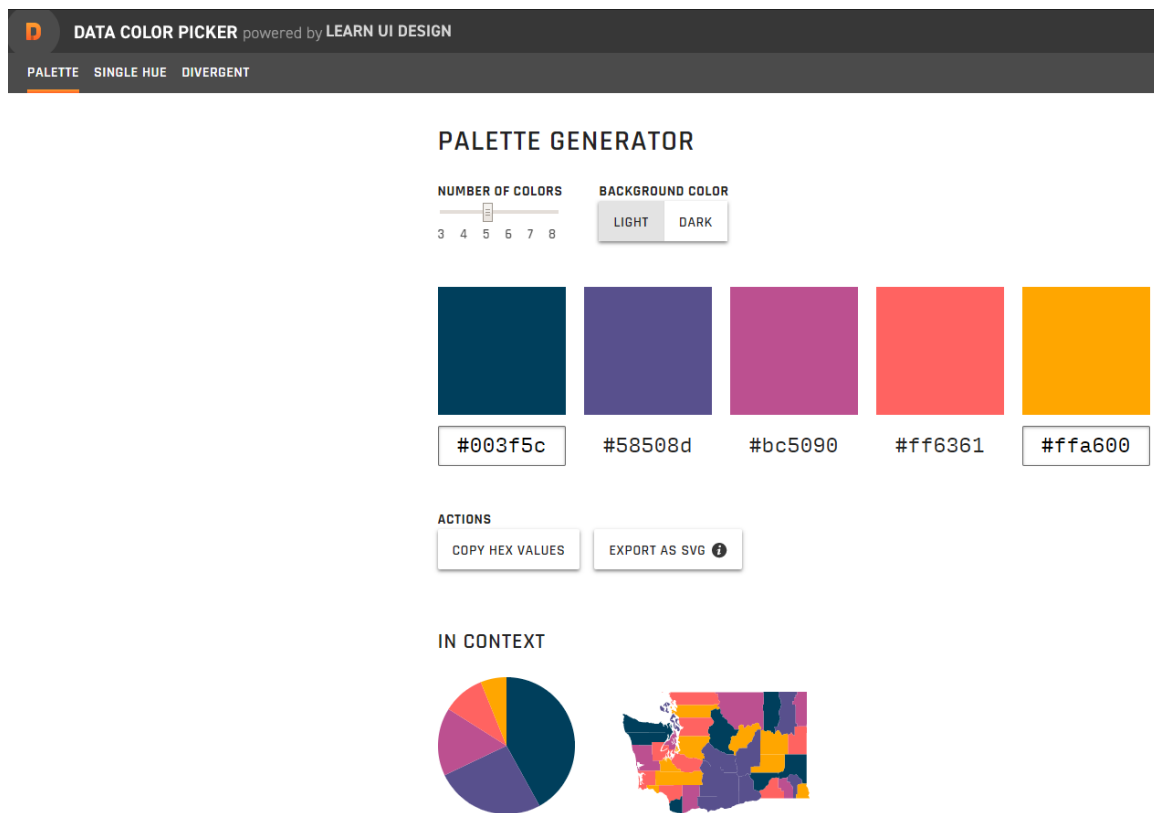 D DATA COLOR PICKER powered by LEARN UI DESIGN
PALETTE SINGLE HUE DIVERGENT
PALETTE GENERATOR
NUMBER OF COLORS
3 4 5 6 7 8
BACKGROUND COLOR
LIGHT DARK
#003f5c #58508d #bc5090 #ff6361 #ffa600
ACTIONS
COPY HEX VALUES EXPORT AS SVG i
IN CONTEXT